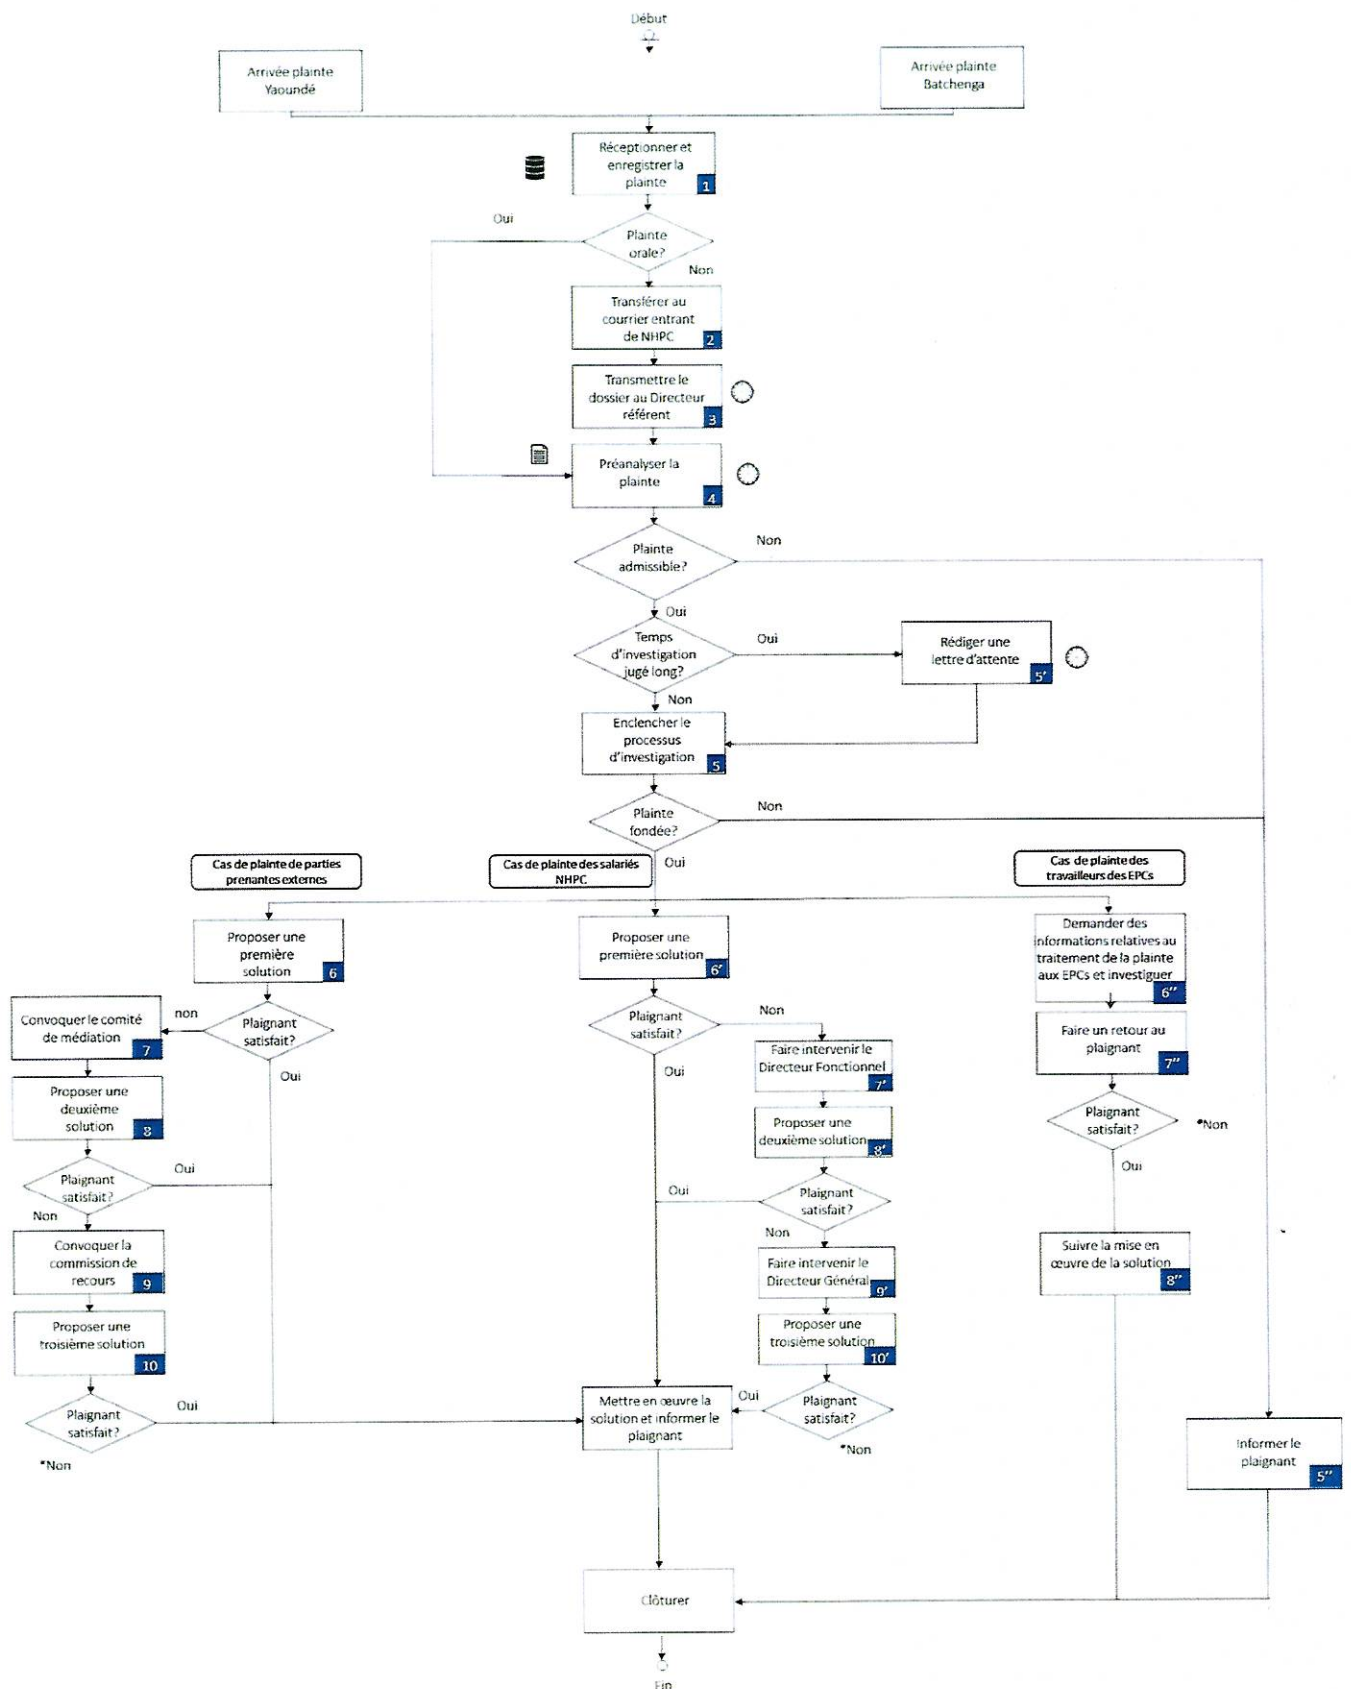 Début
Arrivée plainte
Yaoundé
Arrivée plainte
Batchenga
Réceptionner et
enregistrer la
plainte
1
Oui
Plainte
orale?
Non
Transférer au
courrier entrant
de NHPC
2
Transmettre le
dossier au Directeur
référent
3
Préanalyser la
plainte
4
Plainte
admissible?
Non
Oui
Temps
d'investigation
jugé long?
Oui
Rédiger une
lettre d'attente
5'
Non
Enclencher le
processus
d'investigation
5
Plainte
fondée?
Non
Oui
Cas de plainte de parties
prenantes externes
Cas de plainte des salariés
NHPC
Cas de plainte des
travailleurs des EPCs
Proposer une
première
solution
6
Proposer une
première solution
6'
Demander des
informations relatives au
traitement de la plainte
aux EPCs et investiguer
6''
Convoquer le comité
de médiation
7
non
Plaignant
satisfait?
Oui
Plaignant
satisfait?
Non
Oui
Faire intervenir le
Directeur Fonctionnel
7'
Faire un retour au
plaignant
7''
Proposer une
deuxième
solution
8
Proposer une
deuxième solution
8'
Plaignant
satisfait?
*Non
Oui
Plaignant
satisfait?
Oui
Non
Oui
Plaignant
satisfait?
Non
Convoquer la
commission de
recours
9
Faire intervenir le
Directeur Général
9'
Suivre la mise en
œuvre de la solution
8''
Proposer une
troisième solution
10
Proposer une
troisième solution
10'
Plaignant
satisfait?
Oui
*Non
Mettre en œuvre la
solution et informer le
plaignant
Oui
Plaignant
satisfait?
*Non
Informer le
plaignant
5''
Clôturer
Fin